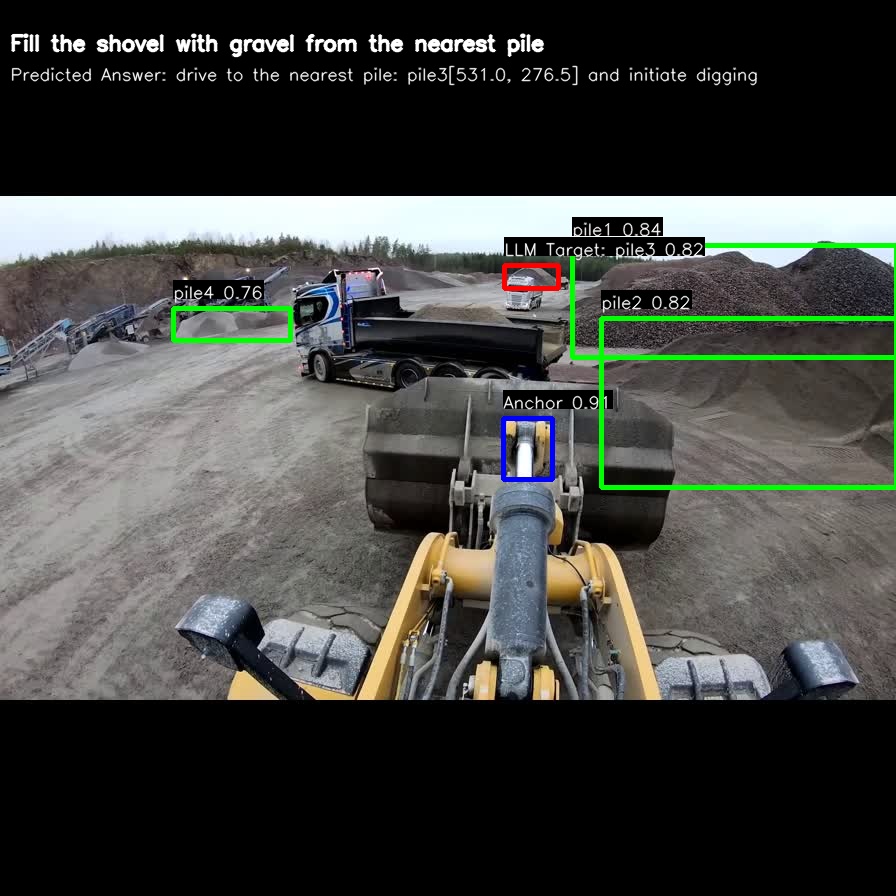 Fill the shovel with gravel from the nearest pile
Predicted Answer: drive to the nearest pile: pile3[531.0, 276.5] and initiate digging
pile1 0.84
LLM Target: pile3 0.82
pile4 0.76
pile2 0.82
Anchor 0.91